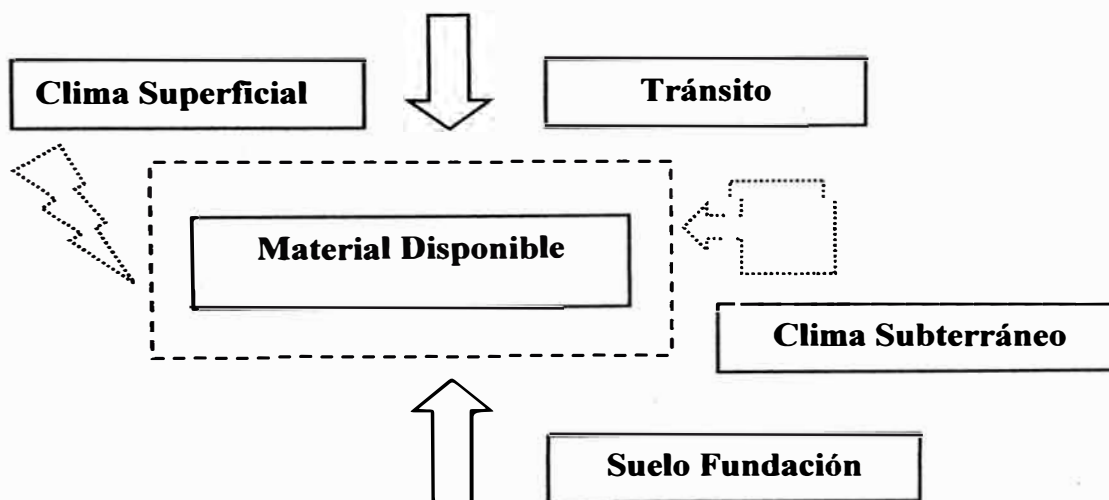 Clima Superficial
Tránsito
Material Disponible
Clima Subterráneo
Suelo Fundación